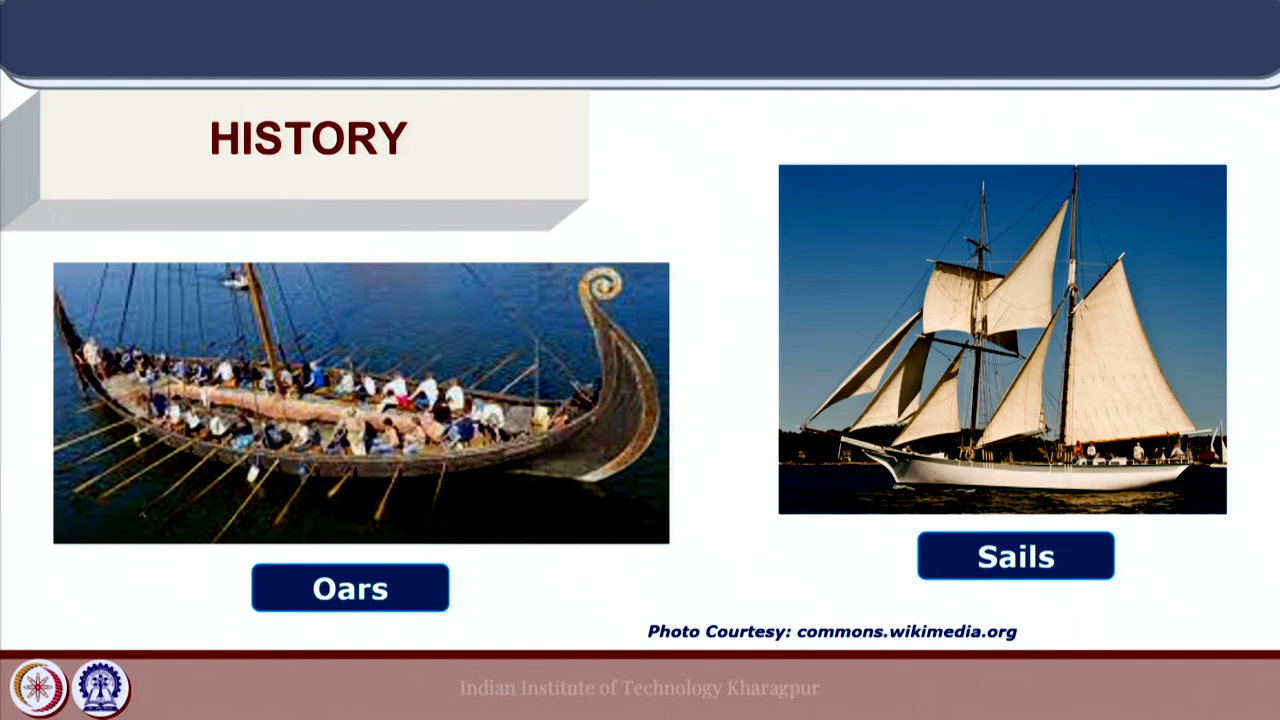 HISTORY
Oars
Sails
Photo Courtesy: commons.wikimedia.org
Indian Institute of Technology Kharagpur